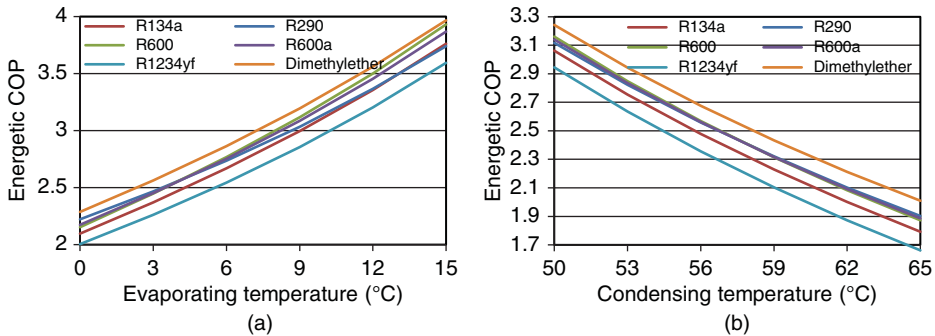 Energetic COP
4
3.5
3
2.5
2
R134a
R290
R600
R600a
R1234yf
Dimethylether
0
3
6
9
12
15
Evaporating temperature (°C)
(a)
Energetic COP
3.3
3.1
2.9
2.7
2.5
2.3
2.1
1.9
1.7
R134a
R290
R600
R600a
R1234yf
Dimethylether
50
53
56
59
62
65
Condensing temperature (°C)
(b)